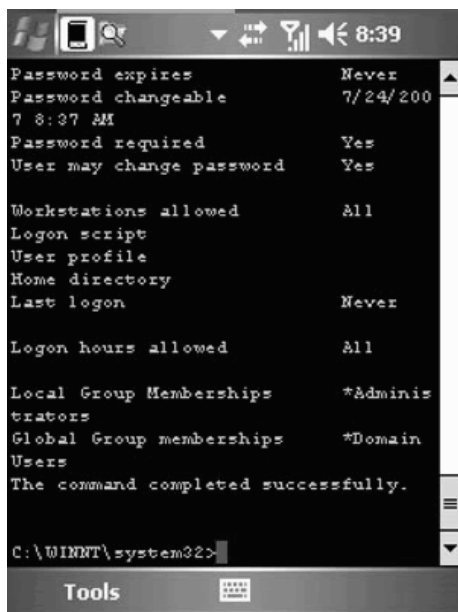 8:39
Password expires Never
Password changeable 7/24/200
7 8:37 AM
Password required Yes
User may change password Yes
Workstations allowed All
Logon script
User profile
Home directory
Last logon Never
Logon hours allowed All
Local Group Memberships *Adminis
trators
Global Group memberships *Domain
Users
The command completed successfully.
C:\WINNT\system32>
Tools